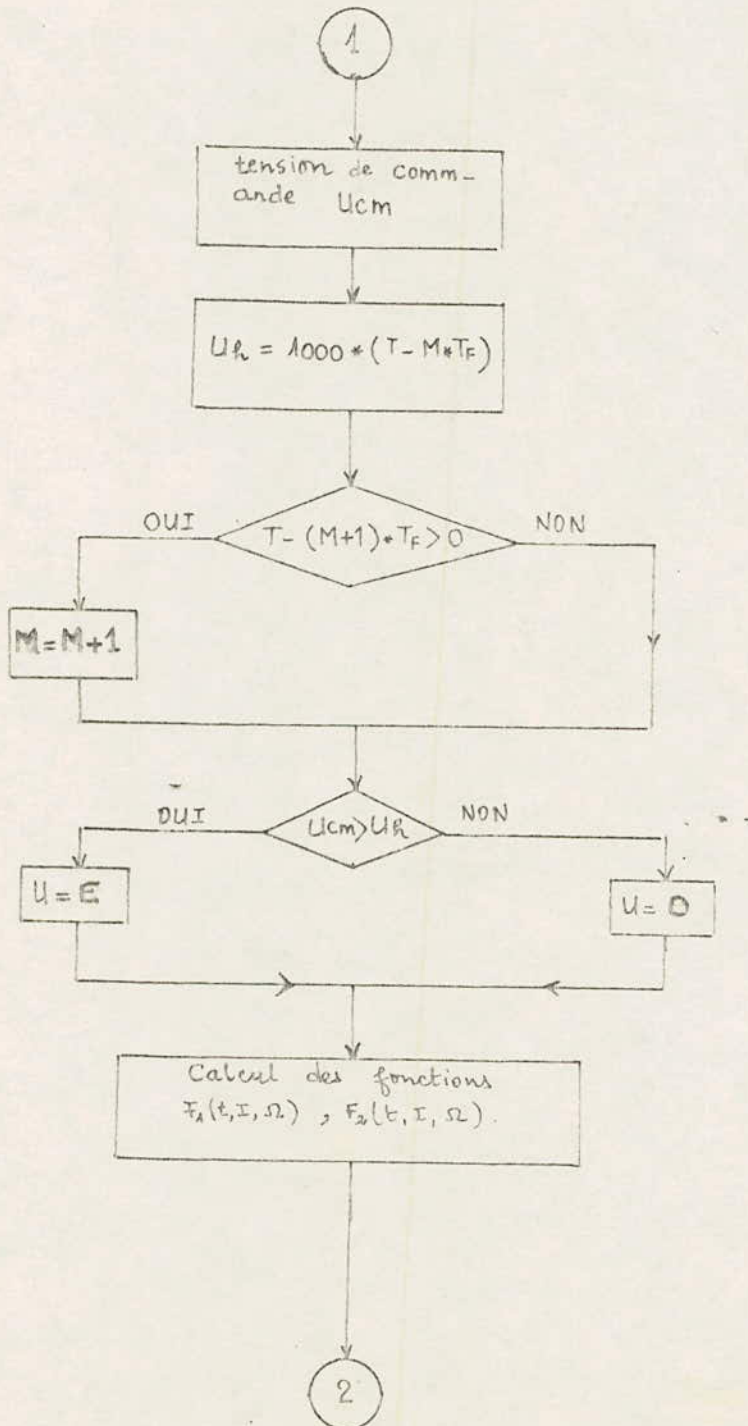 1
tension de comm-
ande Ucm
Uh = 1000*(T-M*TF)
OUI
T-(M+1)*TF>0
NON
M=M+1
OUI
Ucm>Uh
NON
U=E
U=0
Calcul des fonctions
F1(t,I,Ω) , F2(t,I,Ω).
2